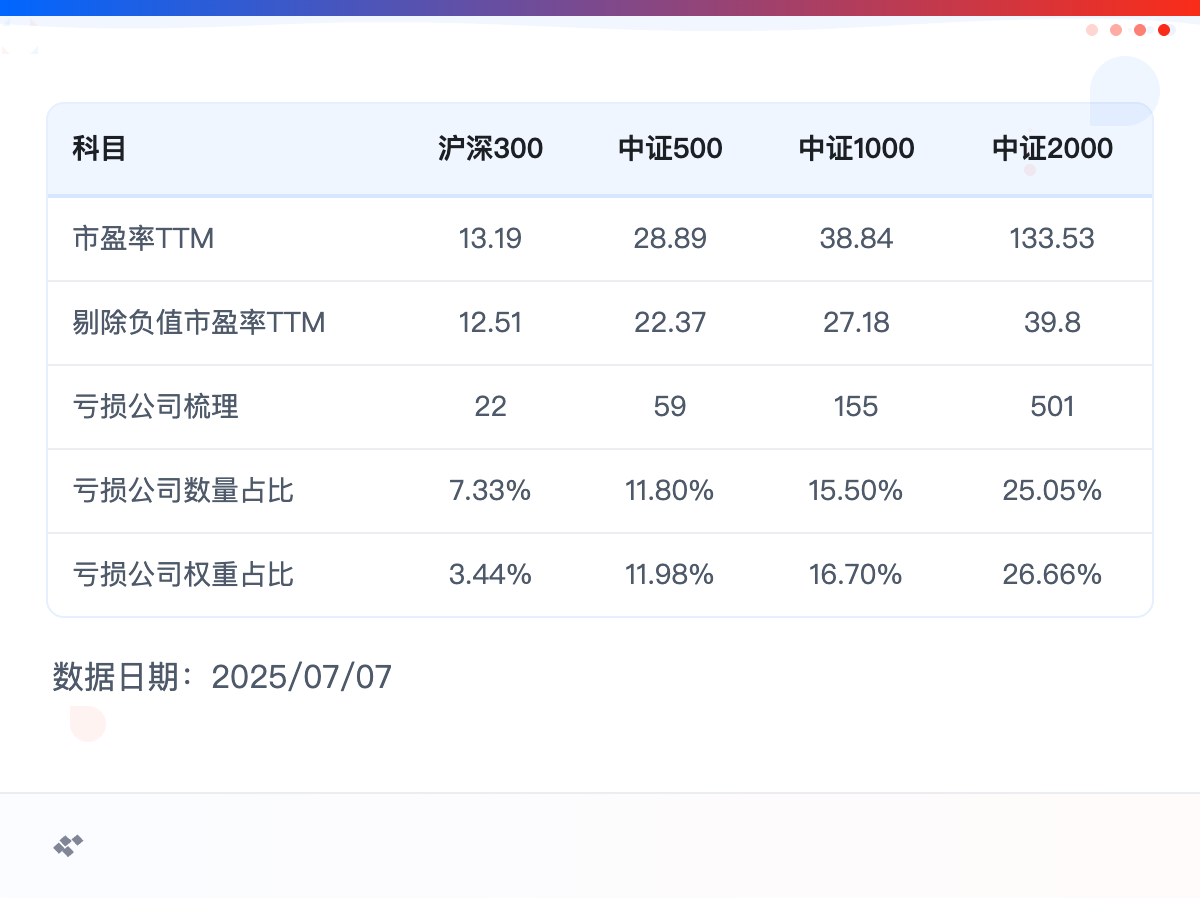 科目 沪深300 中证500 中证1000 中证2000
市盈率TTM 13.19 28.89 38.84 133.53
剔除负值市盈率TTM 12.51 22.37 27.18 39.8
亏损公司梳理 22 59 155 501
亏损公司数量占比 7.33% 11.80% 15.50% 25.05%
亏损公司权重占比 3.44% 11.98% 16.70% 26.66%
数据日期：2025/07/07